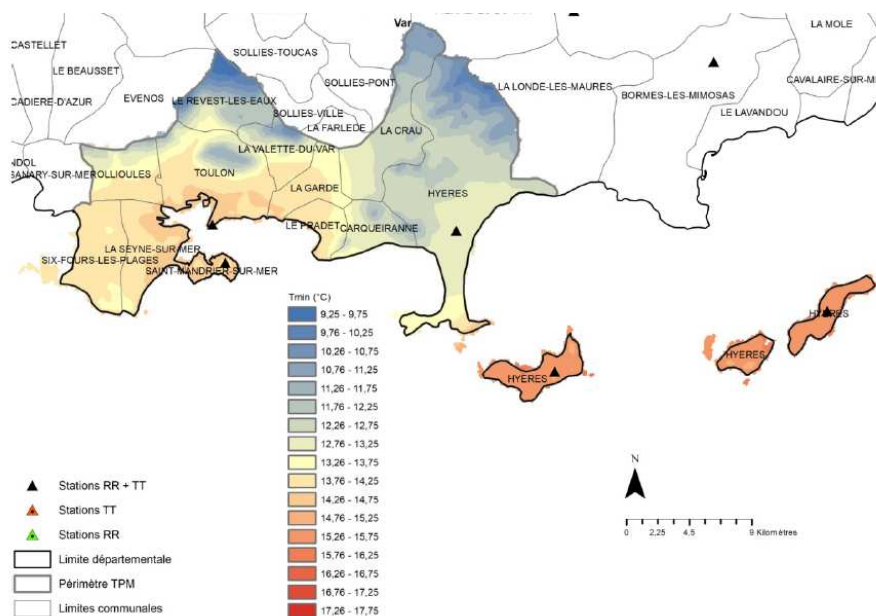 Var
LA MOLE
CASTELLET
SOLLIES-TOUCAS
LE BEAUSSET
SOLLIES-PONT
LA LONDE-LES-MAURES
CAVALAIRE-SUR-M
CADIERE-D'AZUR
EVENOS
LE REVEST-LES-EAUX
BORMES-LES-MIMOSAS
SOLLIES-VILLE
LE LAVANDOU
LA FARLEDE
LA CRAU
LA VALETTE-DU-VAR
NDOL
SANARY-SUR-MER
OLLIOULES
TOULON
LA GARDE
HYERES
LE PRADET
CARQUEIRANNE
LA SEYNE-SUR-MER
SIX-FOURS-LES-PLAGES
SAINT-MANDRIER-SUR-MER
HYERES
HYERES
HYERES
Tmin (°C)
9,25 - 9,75
9,76 - 10,25
10,26 - 10,75
10,76 - 11,25
11,26 - 11,75
11,76 - 12,25
12,26 - 12,75
12,76 - 13,25
13,26 - 13,75
13,76 - 14,25
14,26 - 14,75
14,76 - 15,25
15,26 - 15,75
15,76 - 16,25
16,26 - 16,75
16,76 - 17,25
17,26 - 17,75
Stations RR + TT
Stations TT
Stations RR
Limite départementale
Périmètre TPM
Limites communales
N
0 2,25 4,5 9 Kilomètres